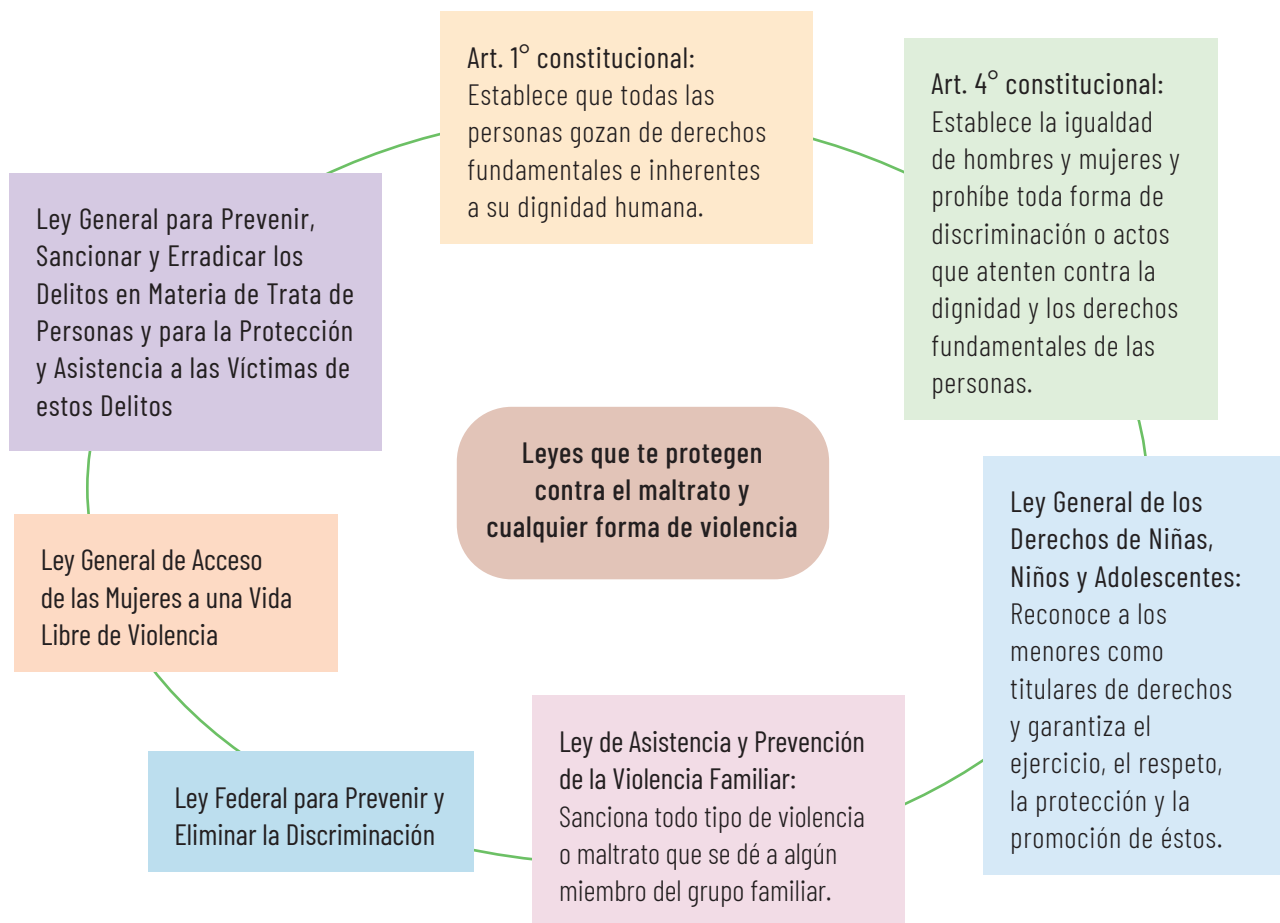 Art. 1° constitucional:
Establece que todas las
personas gozan de derechos
fundamentales e inherentes
a su dignidad humana.
Art. 4° constitucional:
Establece la igualdad
de hombres y mujeres y
prohíbe toda forma de
discriminación o actos
que atenten contra la
dignidad y los derechos
fundamentales de las
personas.
Ley General para Prevenir,
Sancionar y Erradicar los
Delitos en Materia de Trata de
Personas y para la Protección
y Asistencia a las Víctimas de
estos Delitos
Leyes que te protegen
contra el maltrato y
cualquier forma de violencia
Ley General de los
Derechos de Niñas,
Niños y Adolescentes:
Reconoce a los
menores como
titulares de derechos
y garantiza el
ejercicio, el respeto,
la protección y la
promoción de éstos.
Ley General de Acceso
de las Mujeres a una Vida
Libre de Violencia
Ley de Asistencia y Prevención
de la Violencia Familiar:
Sanciona todo tipo de violencia
o maltrato que se dé a algún
miembro del grupo familiar.
Ley Federal para Prevenir y
Eliminar la Discriminación